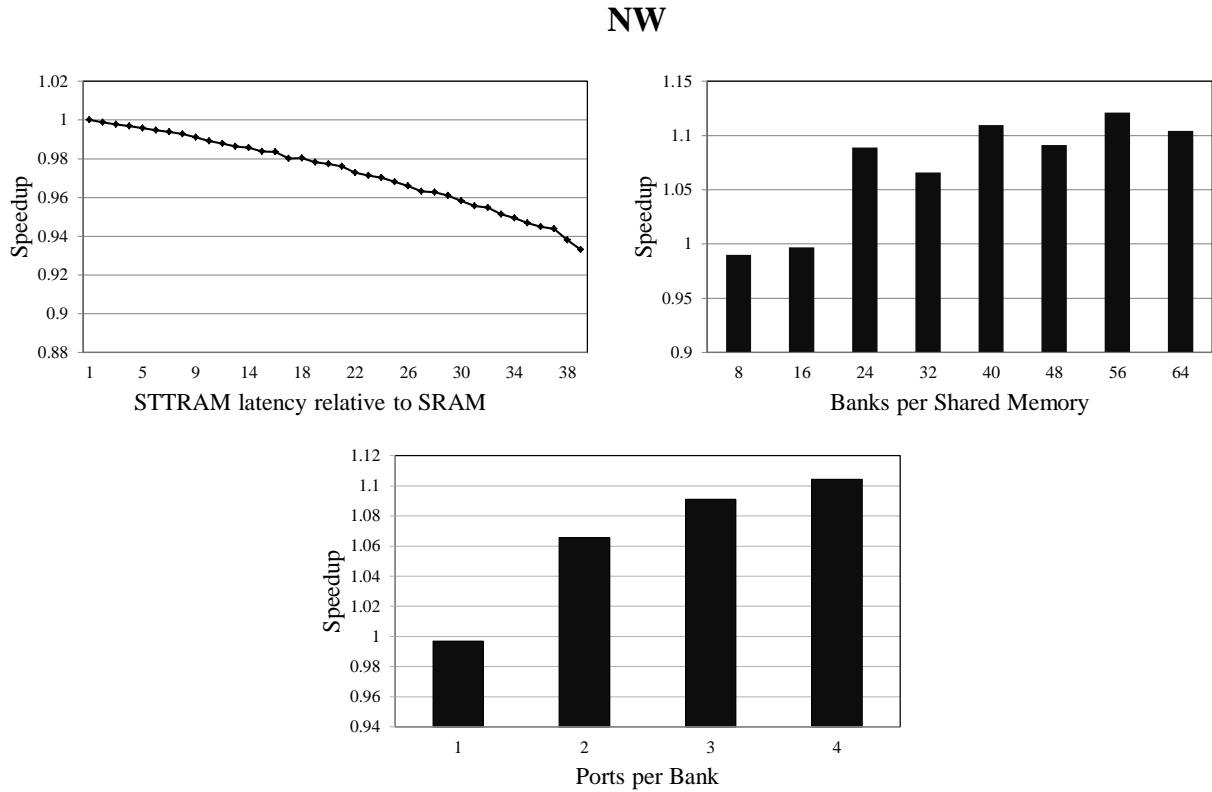 NW
1.02
1
0.98
0.96
0.94
0.92
0.9
0.88
Speedup
1 5 9 14 18 22 26 30 34 38
STTRAM latency relative to SRAM
1.15
1.1
1.05
1
0.95
0.9
Speedup
8 16 24 32 40 48 56 64
Banks per Shared Memory
1.12
1.1
1.08
1.06
1.04
1.02
1
0.98
0.96
0.94
Speedup
1 2 3 4
Ports per Bank